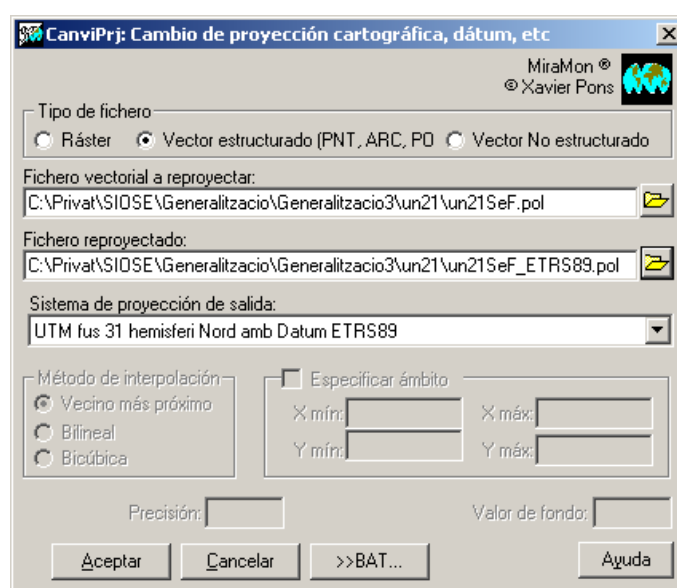 CanviPrj: Cambio de proyección cartográfica, dátum, etc
MiraMon ®
© Xavier Pons
Tipo de fichero
Ráster Vector estructurado (PNT, ARC, PO Vector No estructurado
Fichero vectorial a reproyectar:
C:\Privat\SIOSE\Generalitzacio\Generalitzacio3\un21\un21SeF.pol
Fichero reproyectado:
C:\Privat\SIOSE\Generalitzacio\Generalitzacio3\un21\un21SeF_ETRS89.pol
Sistema de proyección de salida:
UTM fus 31 hemisferi Nord amb Datum ETRS89
Método de interpolación
Vecino más próximo
Bilineal
Bicúbica
Especificar ámbito
X mín: X máx:
Y mín: Y máx:
Precisión: Valor de fondo:
Aceptar Cancelar >>BAT... Ayuda